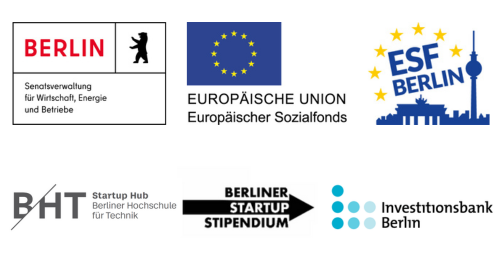 BERLIN
Senatsverwaltung
für Wirtschaft, Energie
und Betriebe
EUROPÄISCHE UNION
Europäischer Sozialfonds
ESF
BERLIN
BHT
Startup Hub
Berliner Hochschule
für Technik
BERLINER
STARTUP
STIPENDIUM
Investitionsbank
Berlin